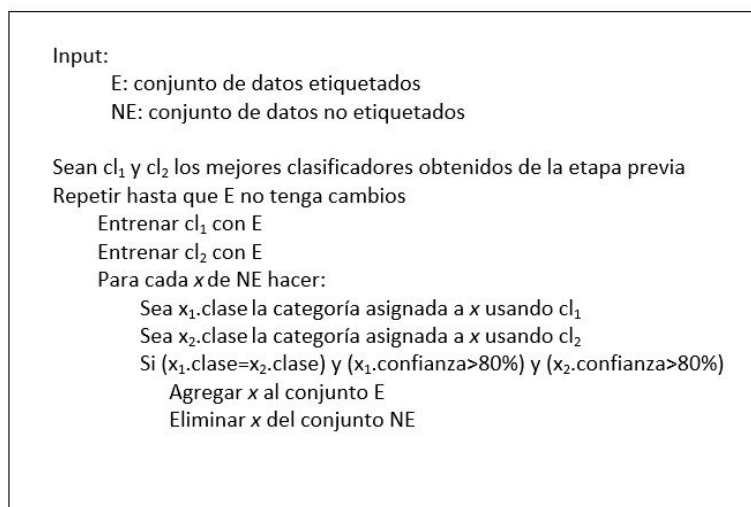 Input:
E: conjunto de datos etiquetados
NE: conjunto de datos no etiquetados
Sean cl₁ y cl₂ los mejores clasificadores obtenidos de la etapa previa
Repetir hasta que E no tenga cambios
Entrenar cl₁ con E
Entrenar cl₂ con E
Para cada x de NE hacer:
Sea x₁.clase la categoría asignada a x usando cl₁
Sea x₂.clase la categoría asignada a x usando cl₂
Si (x₁.clase=x₂.clase) y (x₁.confianza>80%) y (x₂.confianza>80%)
Agregar x al conjunto E
Eliminar x del conjunto NE